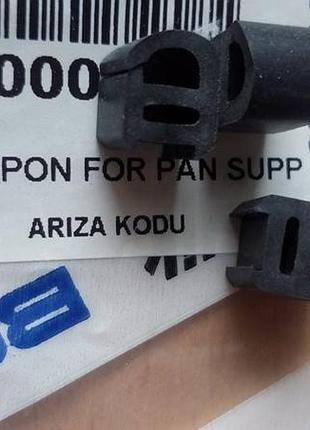 000
PON FOR PAN SUPP
ARIZA KODU